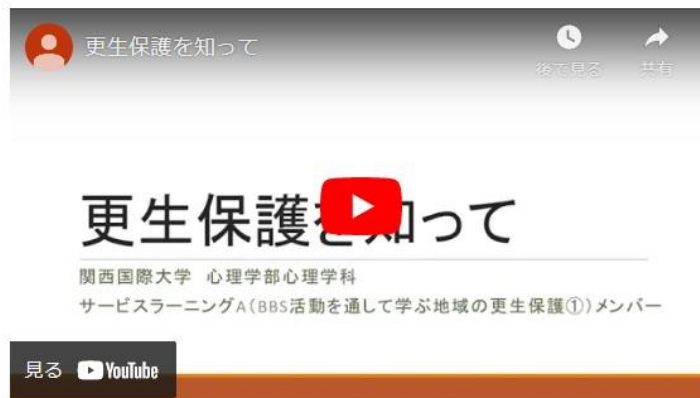 更生保護を知って
後で見る
共有
更生保護を知って
関西国際大学 心理学部心理学科
サービスラーニングA(BBS活動を通して学ぶ地域の更生保護①)メンバー
見る YouTube